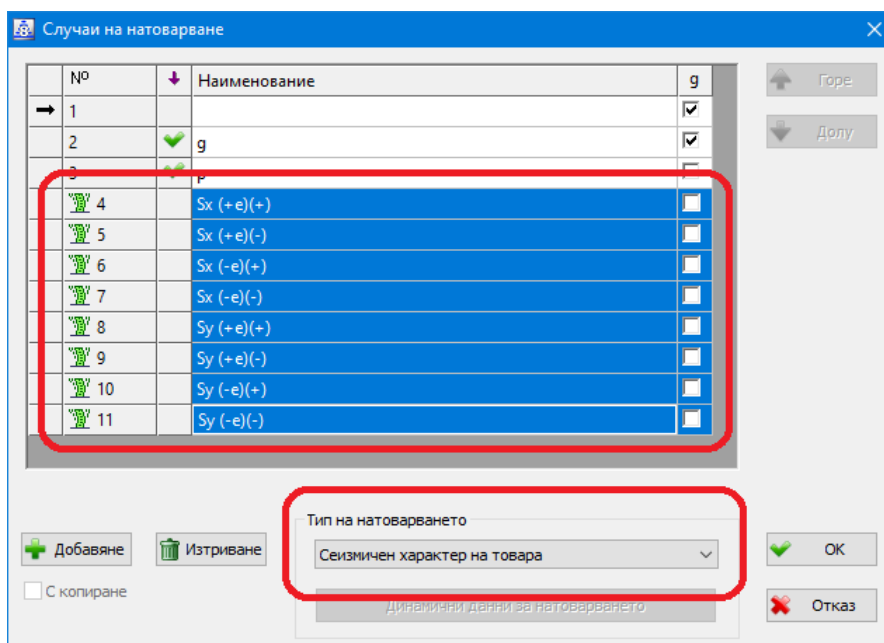 Случаи на натоварване
Nº Наименование g
Горе
1
2 g
Долу
3 p
4 Sx (+e)(+)
5 Sx (+e)(-)
6 Sx (-e)(+)
7 Sx (-e)(-)
8 Sy (+e)(+)
9 Sy (+e)(-)
10 Sy (-e)(+)
11 Sy (-e)(-)
Тип на натоварването
Добавяне Изтриване Сеизмичен характер на товара OK
С копиране
Динамични данни за натоварването Отказ